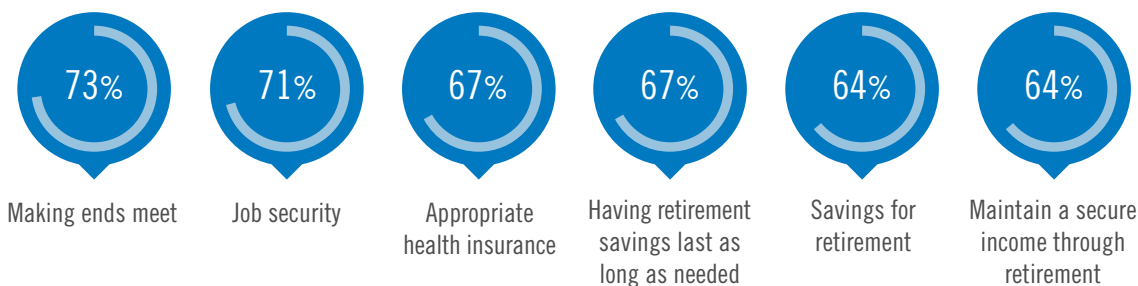 73%
71%
67%
67%
64%
64%
Making ends meet
Job security
Appropriate
health insurance
Having retirement
savings last as
long as needed
Savings for
retirement
Maintain a secure
income through
retirement